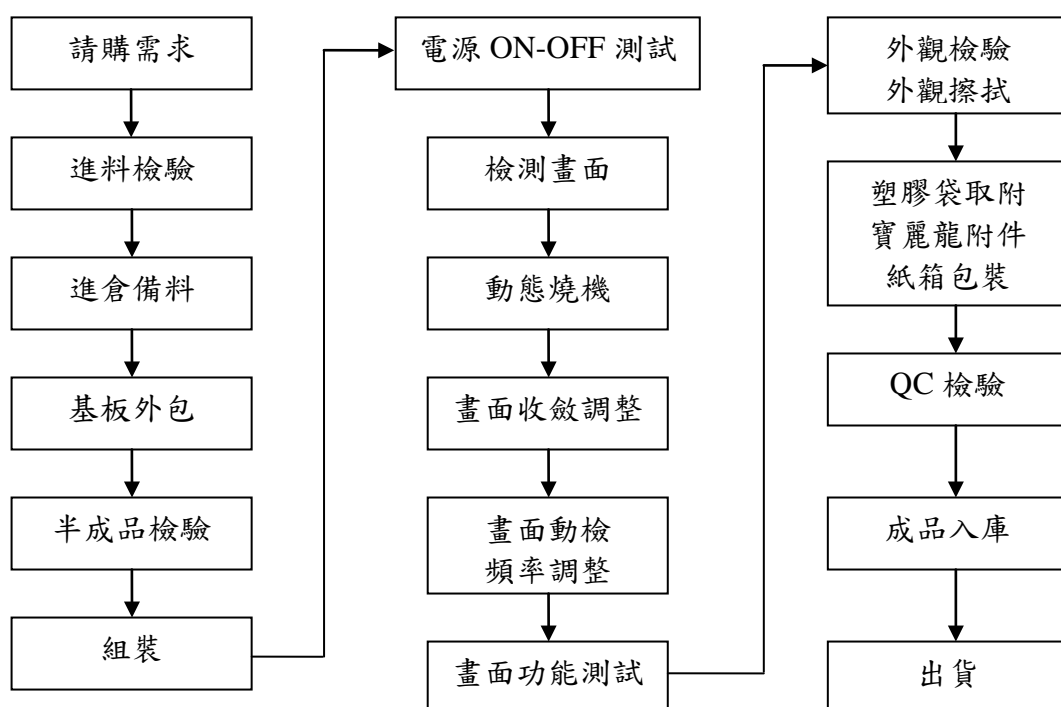 請購需求
進料檢驗
進倉備料
基板外包
半成品檢驗
組裝
電源 ON-OFF 測試
檢測畫面
動態燒機
畫面收斂調整
畫面動檢
頻率調整
畫面功能測試
外觀檢驗
外觀擦拭
塑膠袋取附
寶麗龍附件
紙箱包裝
QC 檢驗
成品入庫
出貨